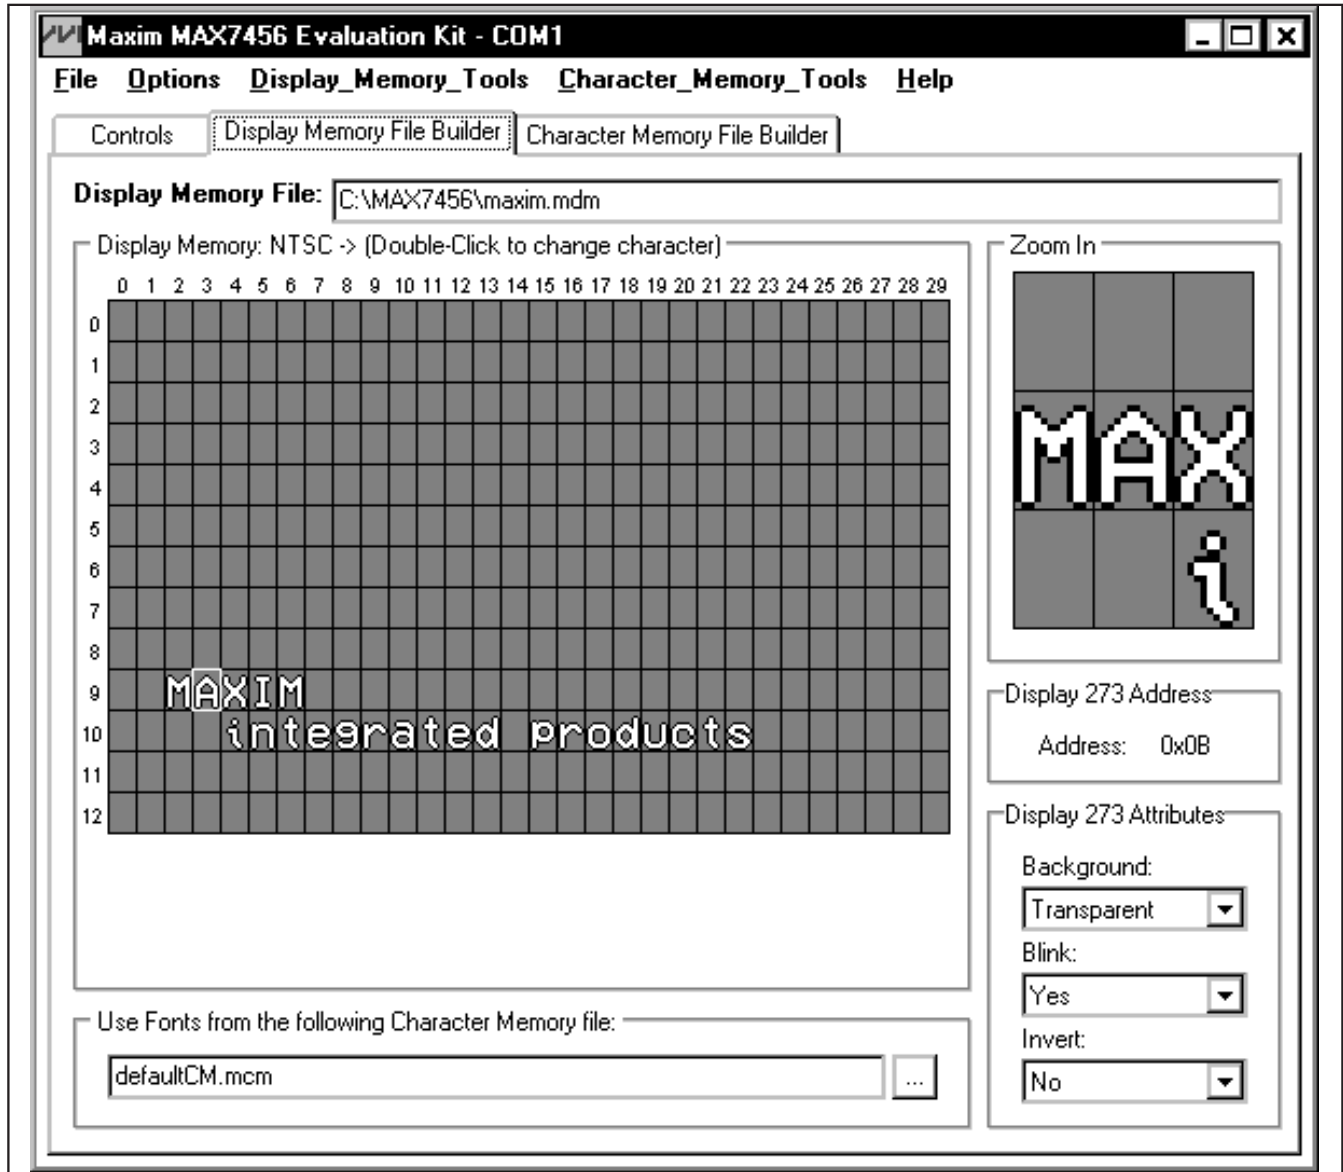 Maxim MAX7456 Evaluation Kit - COM1
File Options Display_Memory_Tools Character_Memory_Tools Help
Controls Display Memory File Builder Character Memory File Builder
Display Memory File: C:\MAX7456\maxim.mdm
Display Memory: NTSC -> (Double-Click to change character)
0 1 2 3 4 5 6 7 8 9 10 11 12 13 14 15 16 17 18 19 20 21 22 23 24 25 26 27 28 29
0
1
2
3
4
5
6
7
8
9 MAXIM
10 integrated products
11
12
Use Fonts from the following Character Memory file:
defaultCM.mcm ...
Zoom In
MAX
i
Display 273 Address
Address: 0x0B
Display 273 Attributes
Background:
Transparent
Blink:
Yes
Invert:
No